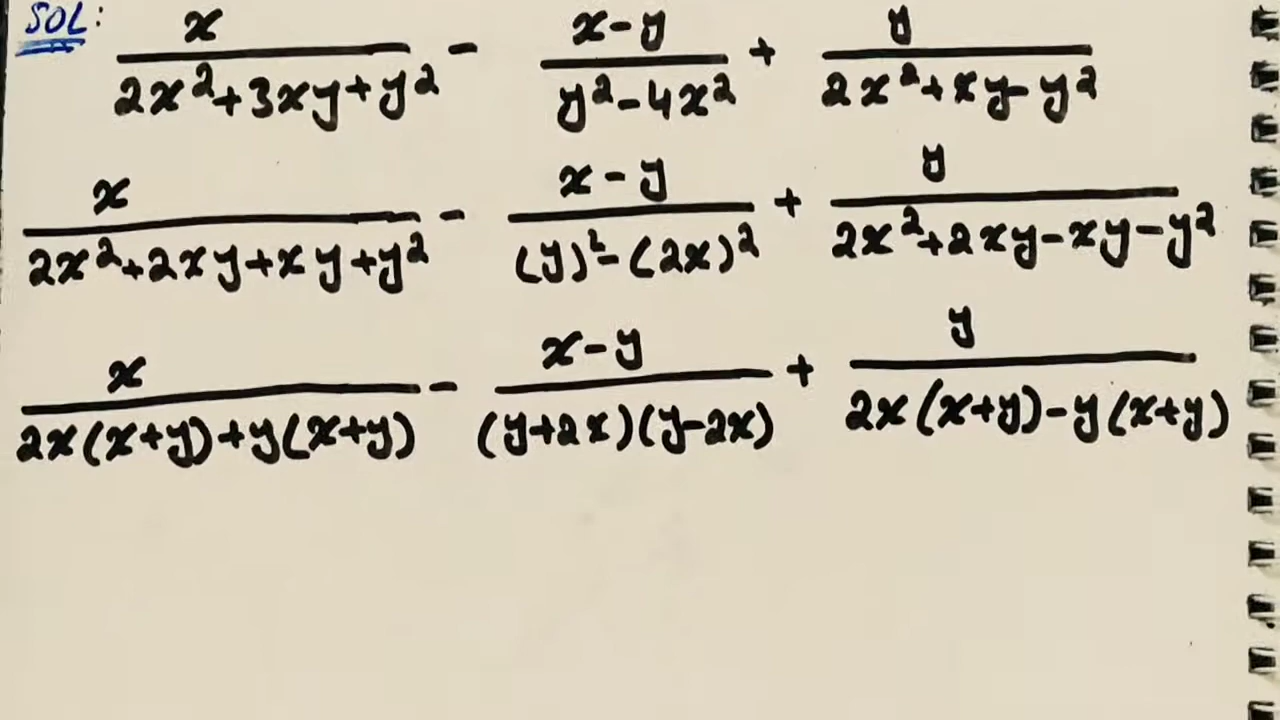 SOL: x/(2x²+3xy+y²) - (x-y)/(y²-4x²) + y/(2x²+xy-y²)
x/(2x²+2xy+xy+y²) - (x-y)/((y)²-(2x)²) + y/(2x²+2xy-xy-y²)
x/(2x(x+y)+y(x+y)) - (x-y)/((y+2x)(y-2x)) + y/(2x(x+y)-y(x+y))